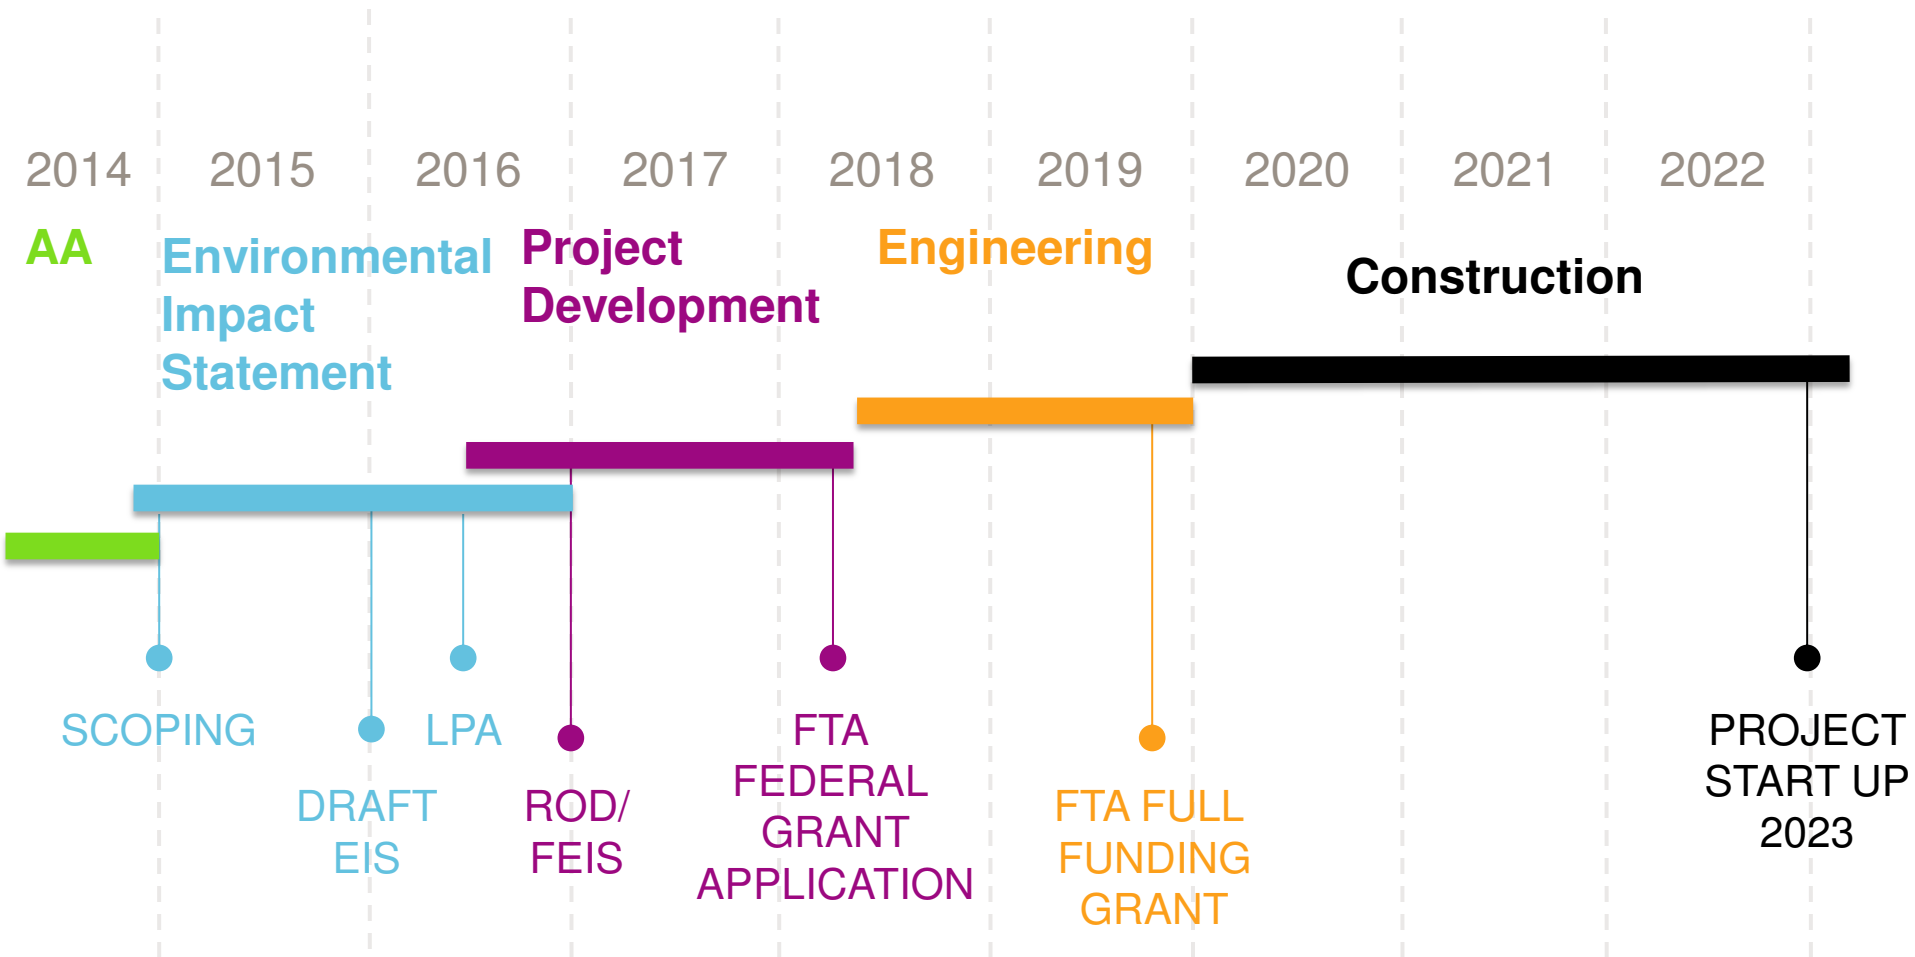 2014 2015 2016 2017 2018 2019 2020 2021 2022
AA
Environmental
Impact
Statement
Project
Development
Engineering
Construction
SCOPING
DRAFT
EIS
LPA
ROD/
FEIS
FTA
FEDERAL
GRANT
APPLICATION
FTA FULL
FUNDING
GRANT
PROJECT
START UP
2023